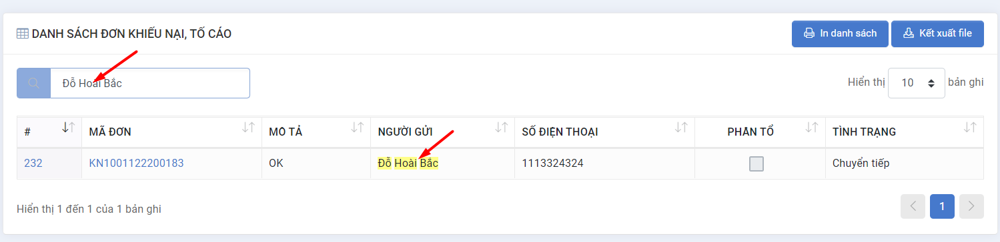 DANH SÁCH ĐƠN KHIẾU NẠI, TỐ CÁO
In danh sách
Kết xuất file
Đỗ Hoài Bắc
Hiển thị 10 bản ghi
# MÃ ĐƠN MÔ TẢ NGƯỜI GỬI SỐ ĐIỆN THOẠI PHÂN TỔ TÌNH TRẠNG
232 KN1001122200183 OK Đỗ Hoài Bắc 1113324324 Chuyển tiếp
Hiển thị 1 đến 1 của 1 bản ghi
1